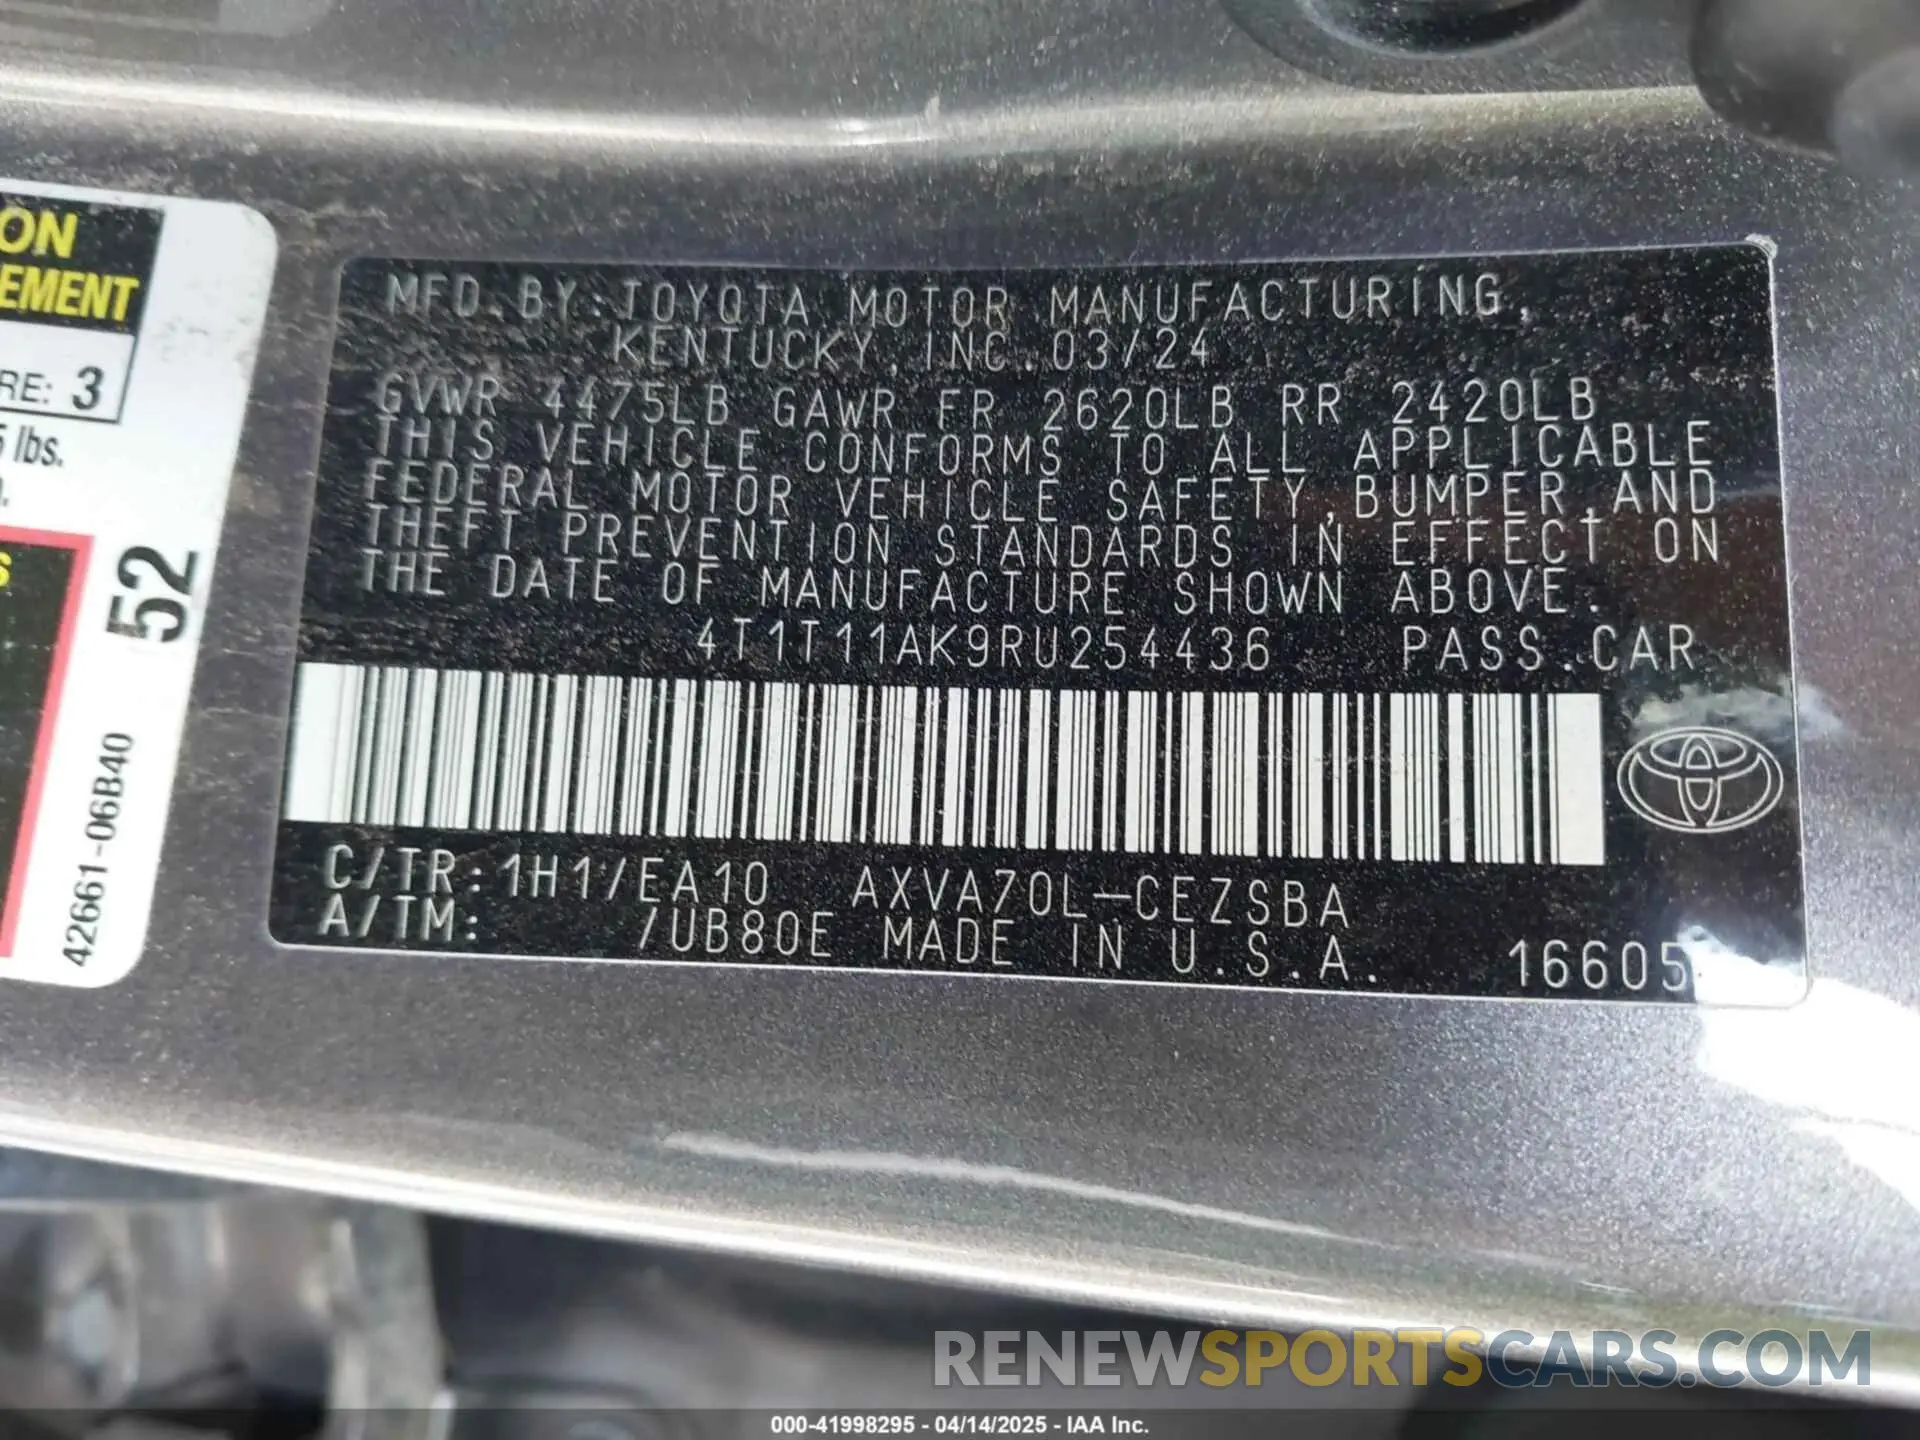 ON
EMENT
RE: 3
5 lbs.
52
42661-06B40
MFD. BY: TOYOTA MOTOR MANUFACTURING,
KENTUCKY, INC. 03/24
GVWR 4475LB GAWR FR 2620LB RR 2420LB
THIS VEHICLE CONFORMS TO ALL APPLICABLE
FEDERAL MOTOR VEHICLE SAFETY, BUMPER, AND
THEFT PREVENTION STANDARDS IN EFFECT ON
THE DATE OF MANUFACTURE SHOWN ABOVE.
4T1T11AK9RU254436 PASS. CAR
C/TR: 1H1/EA10 AXVA70L-CEZSBA
A/TM: /UB80E MADE IN U.S.A. 16605
RENEWSPORTSCARS.COM
000-41998295 - 04/14/2025 - IAA Inc.